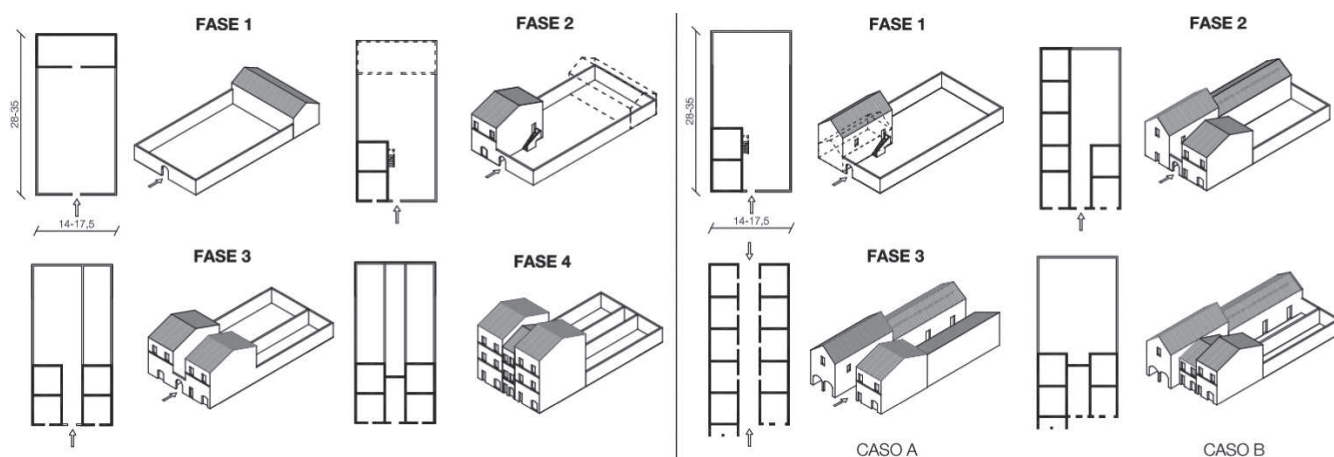 FASE 1
FASE 2
28-35
14-17,5
FASE 3
FASE 4
FASE 1
FASE 2
28-35
14-17,5
FASE 3
CASO A
CASO B